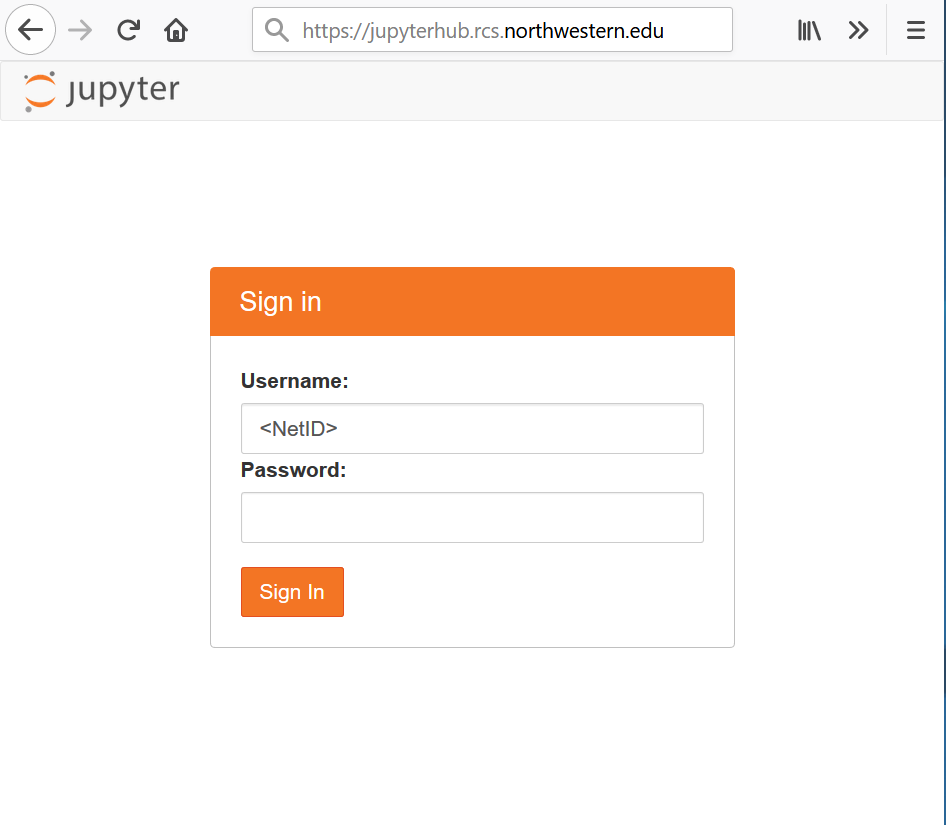 https://jupyterhub.rcs.northwestern.edu
jupyter
Sign in
Username:
<NetID>
Password:
Sign In